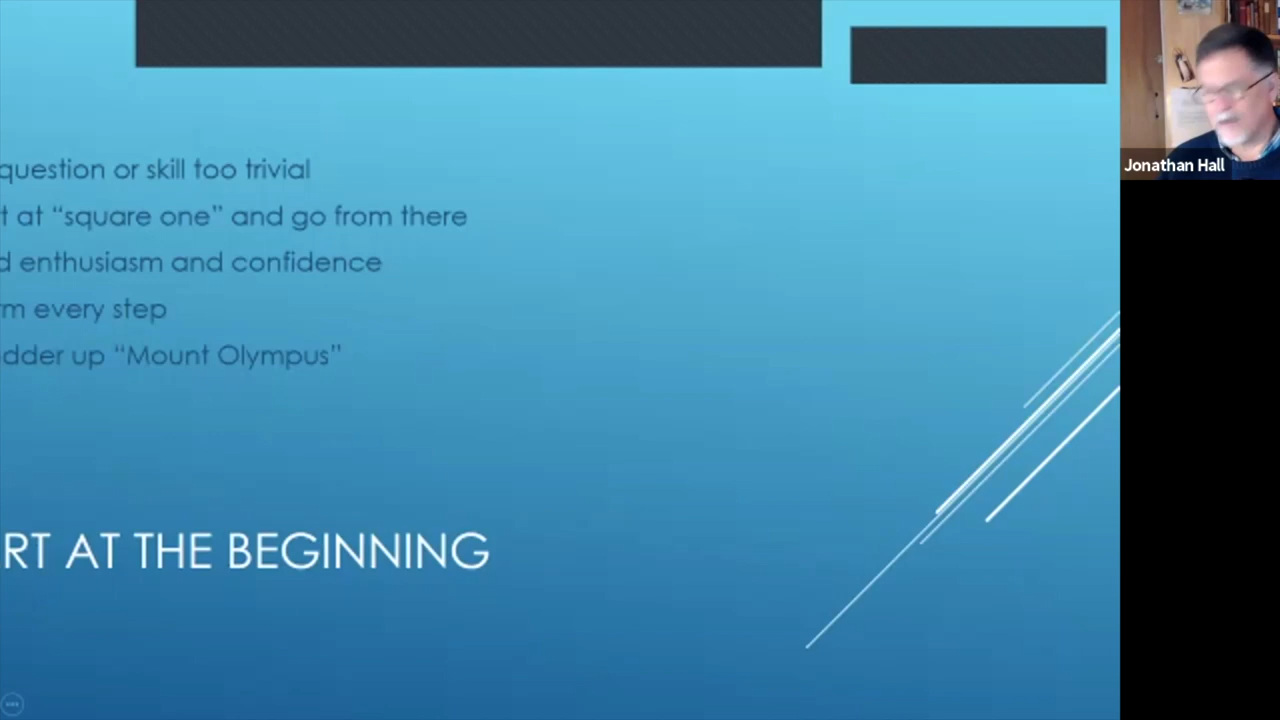 question or skill too trivial
t at “square one” and go from there
d enthusiasm and confidence
rm every step
dder up “Mount Olympus”
RT AT THE BEGINNING
Jonathan Hall